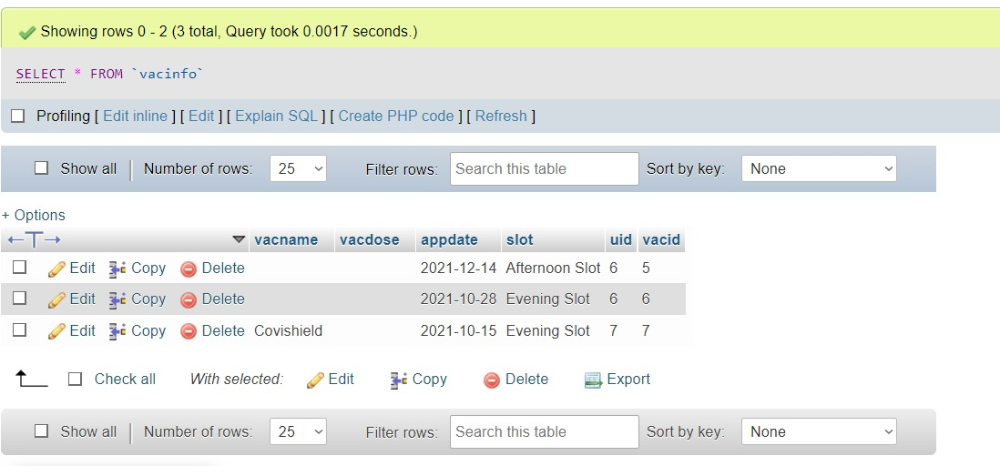 Showing rows 0 - 2 (3 total, Query took 0.0017 seconds.)
SELECT * FROM `vacinfo`
Profiling [ Edit inline ] [ Edit ] [ Explain SQL ] [ Create PHP code ] [ Refresh ]
Show all Number of rows: 25 Filter rows: Search this table Sort by key: None
+ Options
←T→ vacname vacdose appdate slot uid vacid
Edit Copy Delete 2021-12-14 Afternoon Slot 6 5
Edit Copy Delete 2021-10-28 Evening Slot 6 6
Edit Copy Delete Covishield 2021-10-15 Evening Slot 7 7
Check all With selected: Edit Copy Delete Export
Show all Number of rows: 25 Filter rows: Search this table Sort by key: None